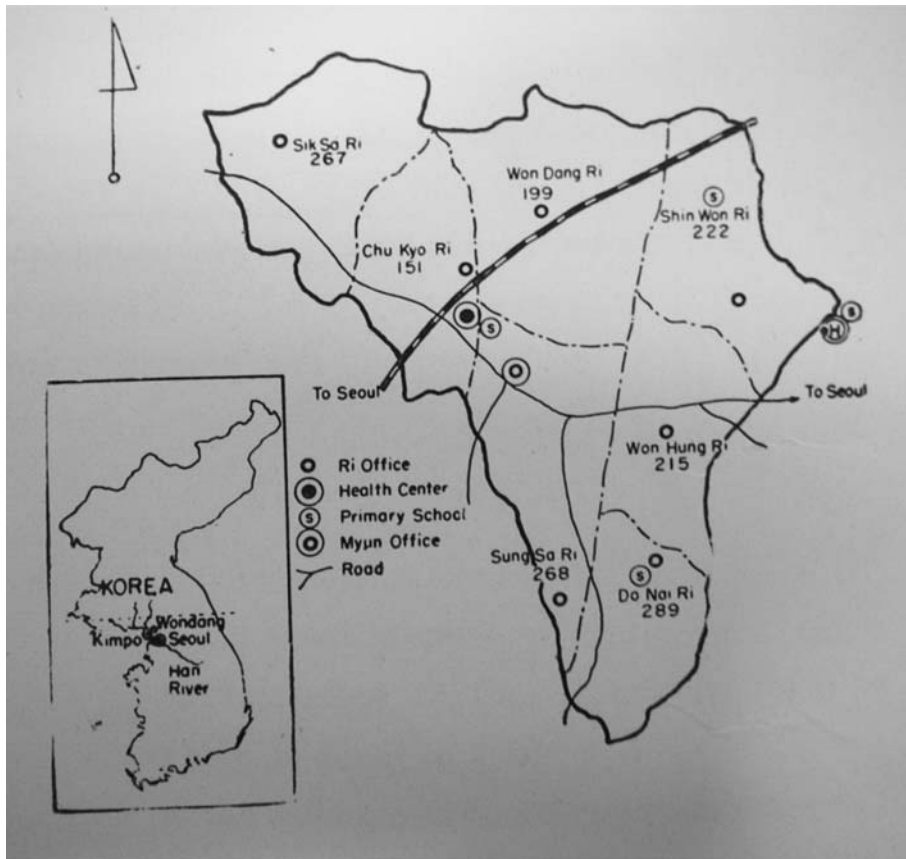 Sik Sa Ri
267
Won Dang Ri
199
S
Shin Won Ri
222
Chu Kyo Ri
151
S
S
H
To Seoul
To Seoul
Won Hung Ri
215
Ri Office
Health Center
S Primary School
Myun Office
Road
Sung Sa Ri
268
S
Do Nai Ri
289
KOREA
Wondang
Kimpo Seoul
Han
River